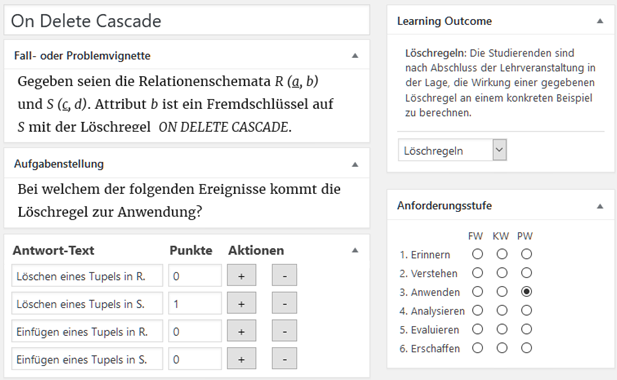 On Delete Cascade
Fall- oder Problemvignette
Gegeben seien die Relationenschemata R (a, b)
und S (c, d). Attribut b ist ein Fremdschlüssel auf
S mit der Löschregel ON DELETE CASCADE.
Aufgabenstellung
Bei welchem der folgenden Ereignisse kommt die
Löschregel zur Anwendung?
Antwort-Text Punkte Aktionen
Löschen eines Tupels in R. 0 + -
Löschen eines Tupels in S. 1 + -
Einfügen eines Tupels in R. 0 + -
Einfügen eines Tupels in S. 0 + -
Learning Outcome
Löschregeln: Die Studierenden sind
nach Abschluss der Lehrveranstaltung in
der Lage, die Wirkung einer gegebenen
Löschregel an einem konkreten Beispiel
zu berechnen.
Löschregeln
Anforderungsstufe
FW KW PW
1. Erinnern
2. Verstehen
3. Anwenden
4. Analysieren
5. Evaluieren
6. Erschaffen